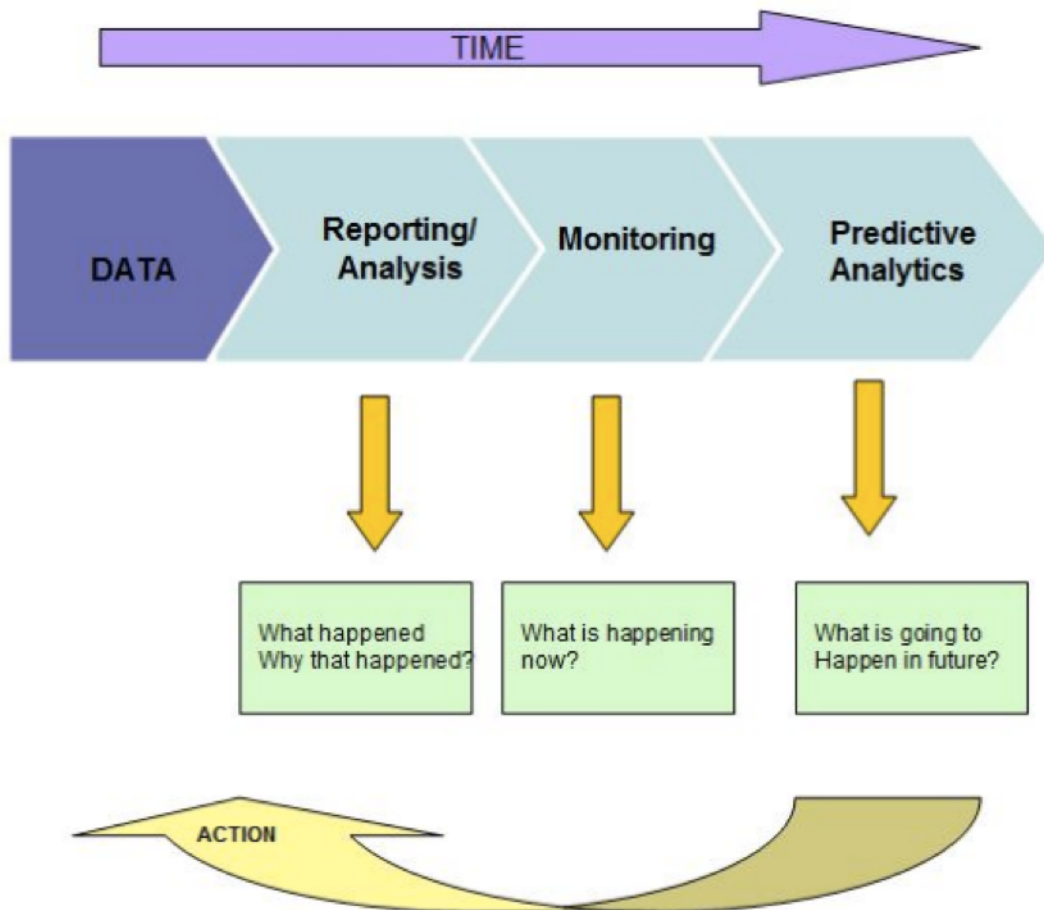 TIME
DATA
Reporting/
Analysis
Monitoring
Predictive
Analytics
What happened
Why that happened?
What is happening
now?
What is going to
Happen in future?
ACTION